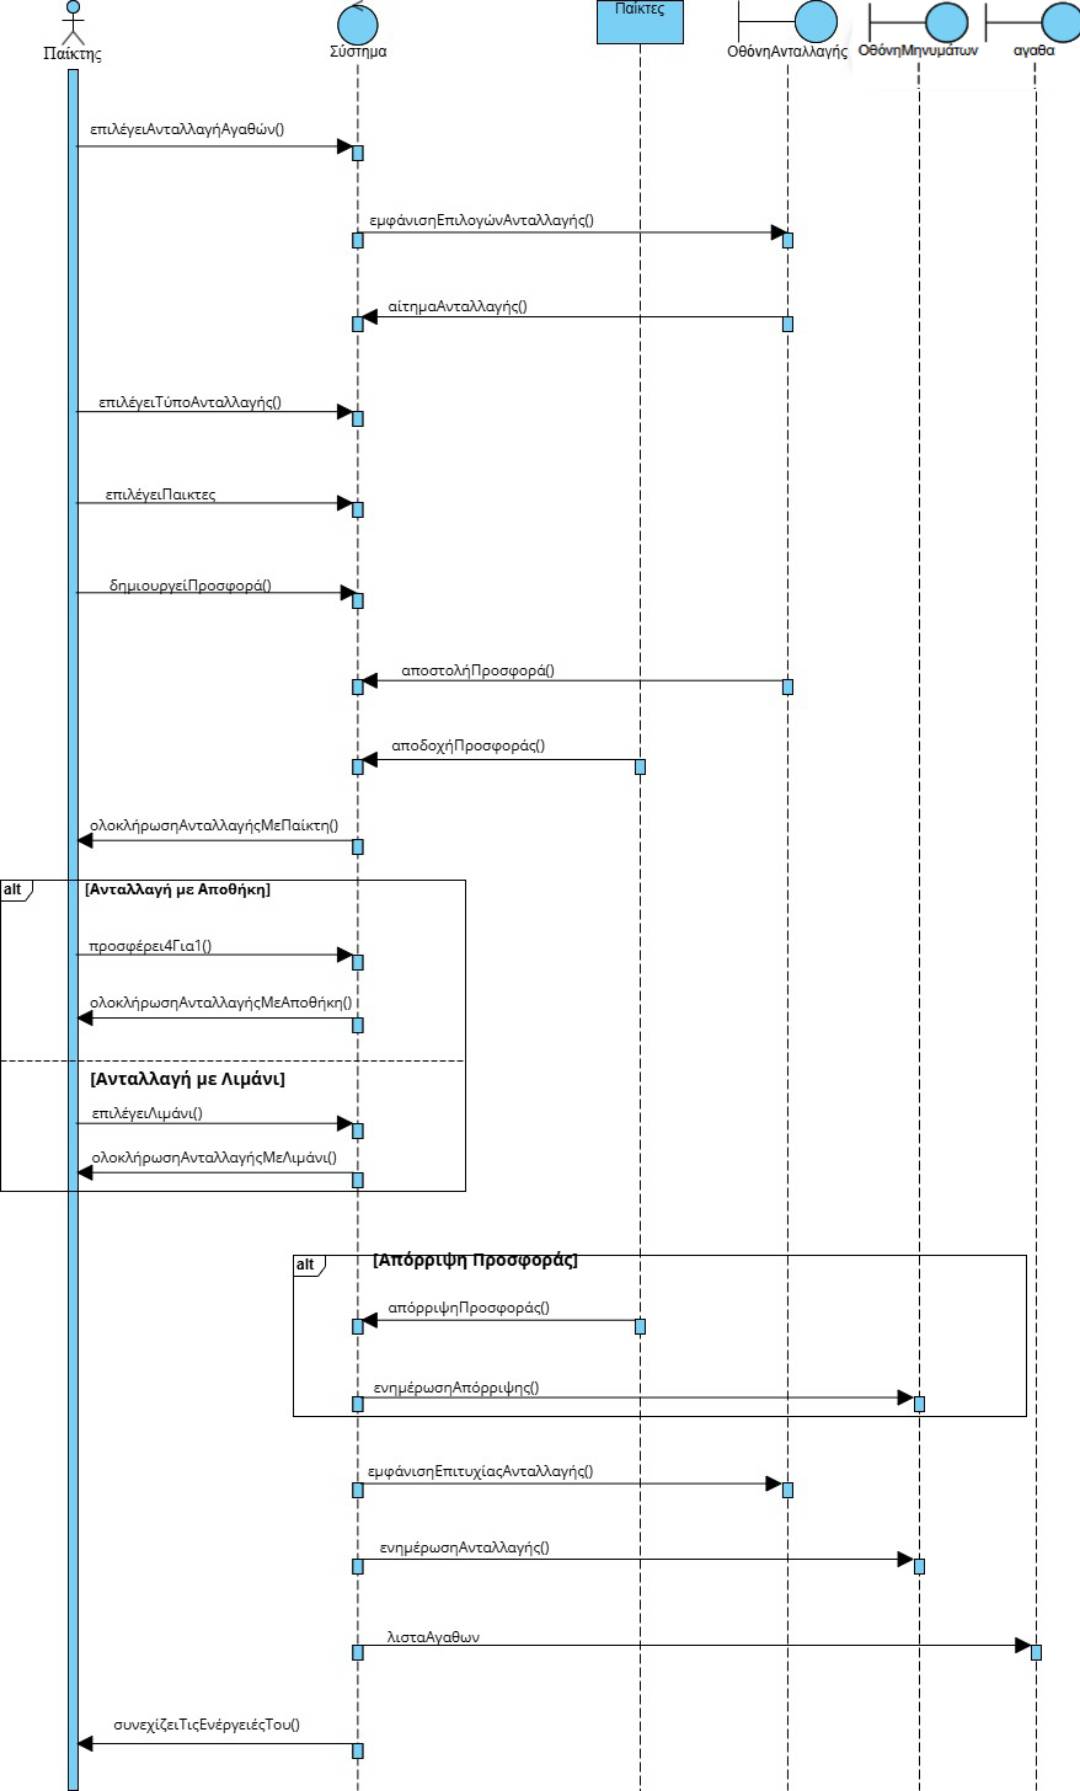 Παίκτης
Σύστημα
Παίκτες
ΟθόνηΑνταλλαγής
ΟθόνηΜηνυμάτων
αγαθα
επιλέγειΑνταλλαγήΑγαθών()
εμφάνισηΕπιλογώνΑνταλλαγής()
αίτημαΑνταλλαγής()
επιλέγειΤύποΑνταλλαγής()
επιλέγειΠαικτες
δημιουργείΠροσφορά()
αποστολήΠροσφορά()
αποδοχήΠροσφοράς()
ολοκλήρωσηΑνταλλαγήςΜεΠαίκτη()
alt
[Ανταλλαγή με Αποθήκη]
προσφέρει4Για1()
ολοκλήρωσηΑνταλλαγήςΜεΑποθήκη()
[Ανταλλαγή με Λιμάνι]
επιλέγειΛιμάνι()
ολοκλήρωσηΑνταλλαγήςΜεΛιμάνι()
alt
[Απόρριψη Προσφοράς]
απόρριψηΠροσφοράς()
ενημέρωσηΑπόρριψης()
εμφάνισηΕπιτυχίαςΑνταλλαγής()
ενημέρωσηΑνταλλαγής()
λισταΑγαθων
συνεχίζειΤιςΕνέργειέςΤου()